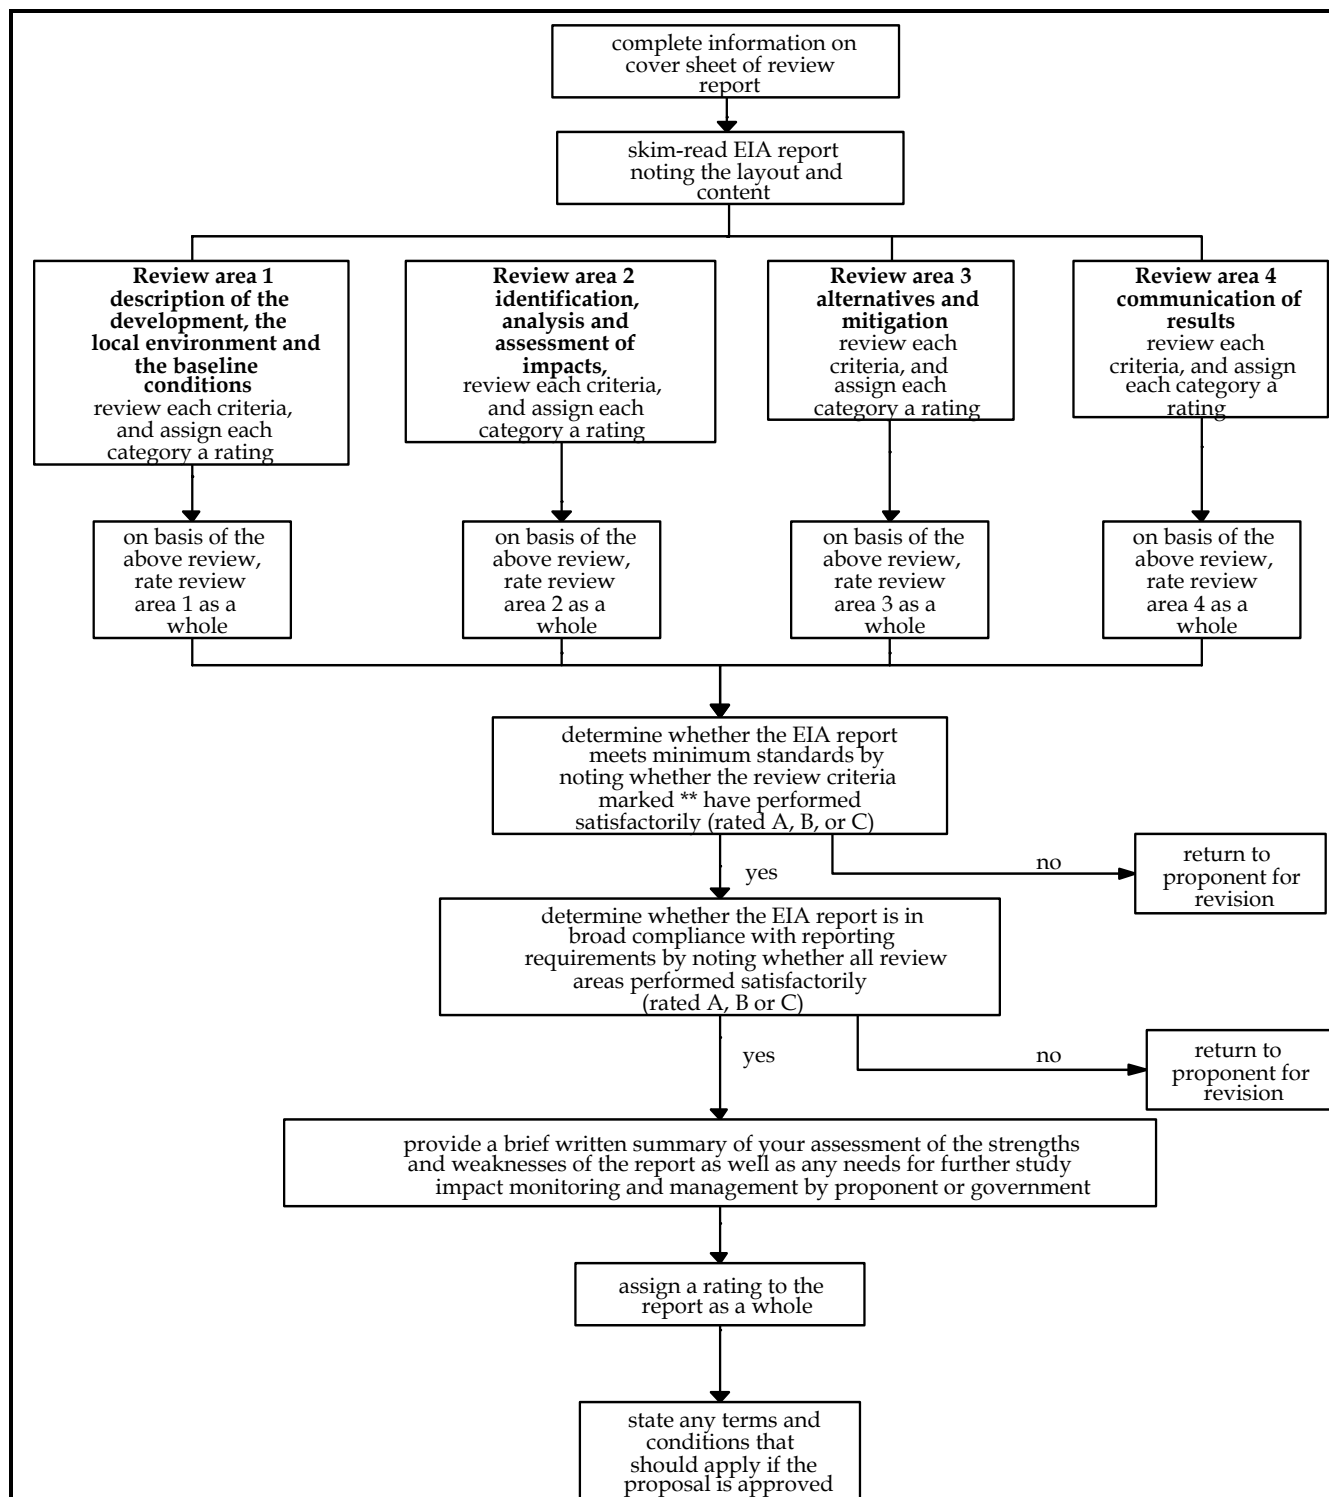 complete information on
cover sheet of review
report
skim-read EIA report
noting the layout and
content
Review area 1
description of the
development, the
local environment and
the baseline
conditions
review each criteria,
and assign each
category a rating
Review area 2
identification,
analysis and
assessment of
impacts,
review each criteria,
and assign each
category a rating
Review area 3
alternatives and
mitigation
review each
criteria, and
assign each
category a rating
Review area 4
communication of
results
review each
criteria, and assign
each category a
rating
on basis of the
above review,
rate review
area 1 as a
whole
on basis of the
above review,
rate review
area 2 as a
whole
on basis of the
above review,
rate review
area 3 as a
whole
on basis of the
above review,
rate review
area 4 as a
whole
determine whether the EIA report
meets minimum standards by
noting whether the review criteria
marked ** have performed
satisfactorily (rated A, B, or C)
yes
no
return to
proponent for
revision
determine whether the EIA report is in
broad compliance with reporting
requirements by noting whether all review
areas performed satisfactorily
(rated A, B or C)
yes
no
return to
proponent for
revision
provide a brief written summary of your assessment of the strengths
and weaknesses of the report as well as any needs for further study
impact monitoring and management by proponent or government
assign a rating to the
report as a whole
state any terms and
conditions that
should apply if the
proposal is approved